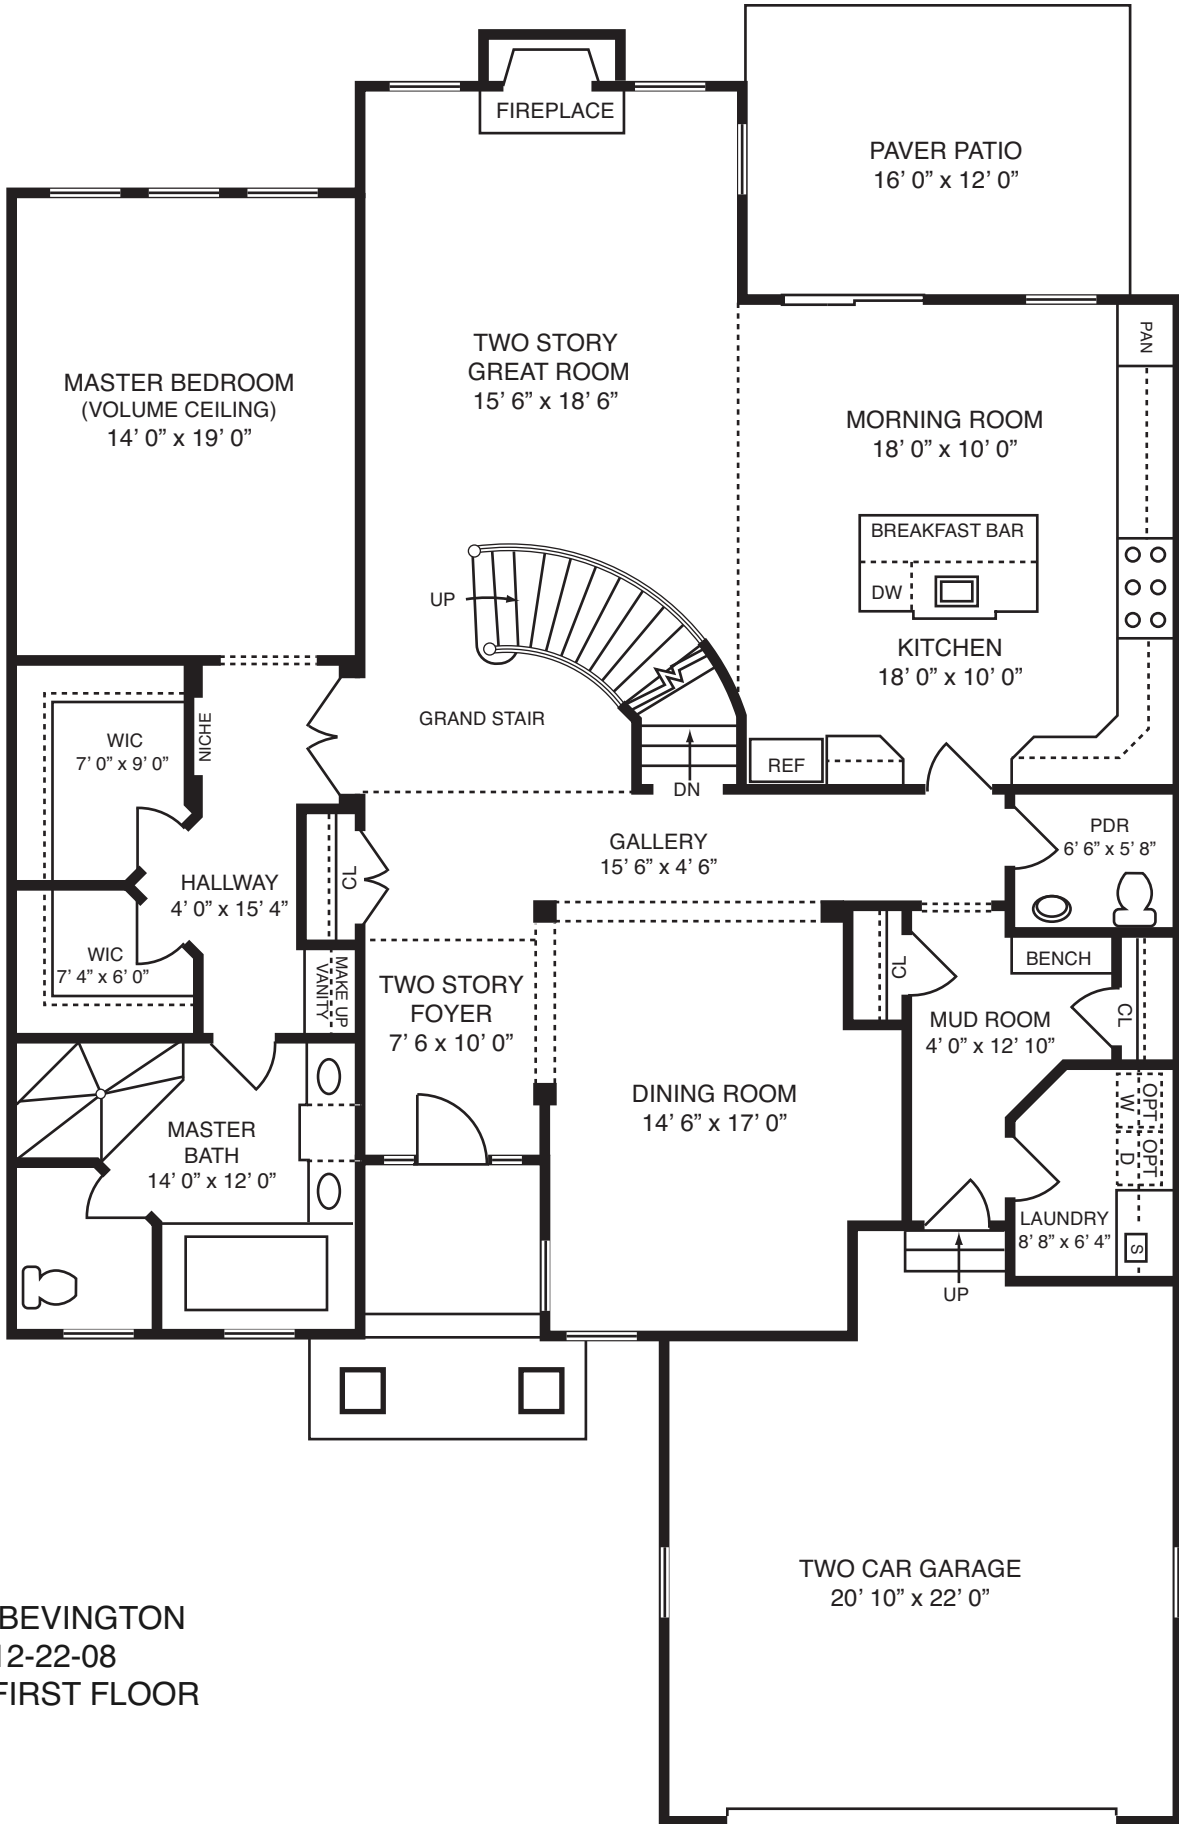 FIREPLACE
PAVER PATIO
16’ 0” x 12’ 0”
PAN
TWO STORY
GREAT ROOM
15’ 6” x 18’ 6”
MASTER BEDROOM
(VOLUME CEILING)
14’ 0” x 19’ 0”
MORNING ROOM
18’ 0” x 10’ 0”
BREAKFAST BAR
DW
UP
KITCHEN
18’ 0” x 10’ 0”
GRAND STAIR
NICHE
WIC
7’ 0” x 9’ 0”
REF
DN
GALLERY
15’ 6” x 4’ 6”
PDR
6’ 6” x 5’ 8”
CL
HALLWAY
4’ 0” x 15’ 4”
WIC
7’ 4” x 6’ 0”
MAKE UP
VANITY
TWO STORY
FOYER
7’ 6 x 10’ 0”
CL
BENCH
MUD ROOM
4’ 0” x 12’ 10”
CL
DINING ROOM
14’ 6” x 17’ 0”
OPT
W
OPT
D
MASTER
BATH
14’ 0” x 12’ 0”
LAUNDRY
8’ 8” x 6’ 4”
S
UP
TWO CAR GARAGE
20’ 10” x 22’ 0”
BEVINGTON
12-22-08
FIRST FLOOR